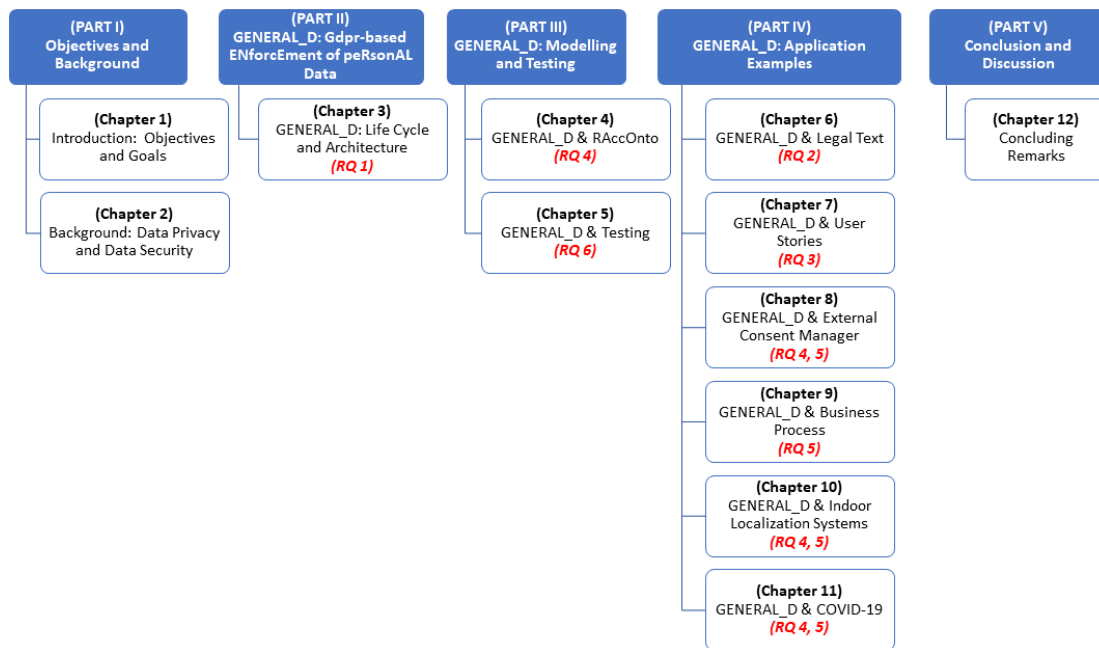 (PART I)
Objectives and
Background
(Chapter 1)
Introduction: Objectives
and Goals
(Chapter 2)
Background: Data Privacy
and Data Security
(PART II)
GENERAL_D: Gdpr-based
ENforcEment of peRsonAL
Data
(Chapter 3)
GENERAL_D: Life Cycle
and Architecture
(RQ 1)
(PART III)
GENERAL_D: Modelling
and Testing
(Chapter 4)
GENERAL_D & RAccOnto
(RQ 4)
(Chapter 5)
GENERAL_D & Testing
(RQ 6)
(PART IV)
GENERAL_D: Application
Examples
(Chapter 6)
GENERAL_D & Legal Text
(RQ 2)
(Chapter 7)
GENERAL_D & User
Stories
(RQ 3)
(Chapter 8)
GENERAL_D & External
Consent Manager
(RQ 4, 5)
(Chapter 9)
GENERAL_D & Business
Process
(RQ 5)
(Chapter 10)
GENERAL_D & Indoor
Localization Systems
(RQ 4, 5)
(Chapter 11)
GENERAL_D & COVID-19
(RQ 4, 5)
(PART V)
Conclusion and
Discussion
(Chapter 12)
Concluding
Remarks